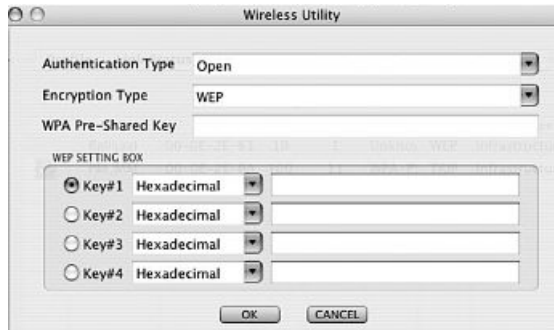 Wireless Utility
Authentication Type Open
Encryption Type WEP
WPA Pre-Shared Key
WEP SETTING BOX
Key#1 Hexadecimal
Key#2 Hexadecimal
Key#3 Hexadecimal
Key#4 Hexadecimal
OK CANCEL